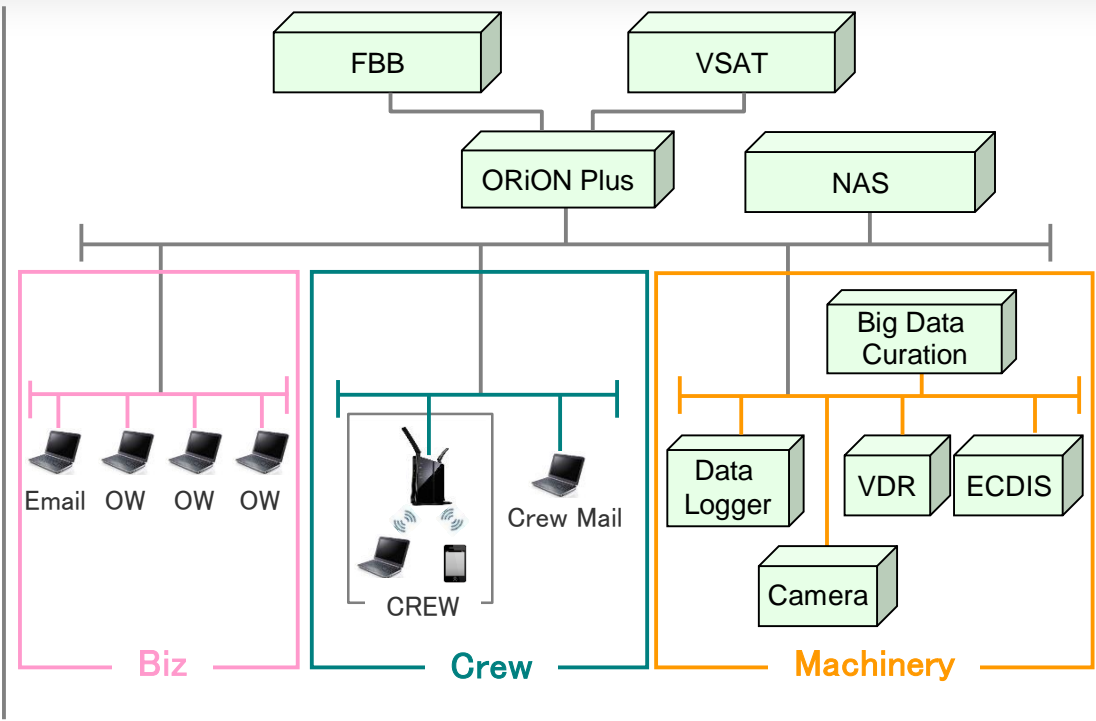 FBB
VSAT
ORiON Plus
NAS
Big Data
Curation
Email
OW
OW
OW
Crew Mail
CREW
Data
Logger
VDR
ECDIS
Camera
Biz
Crew
Machinery